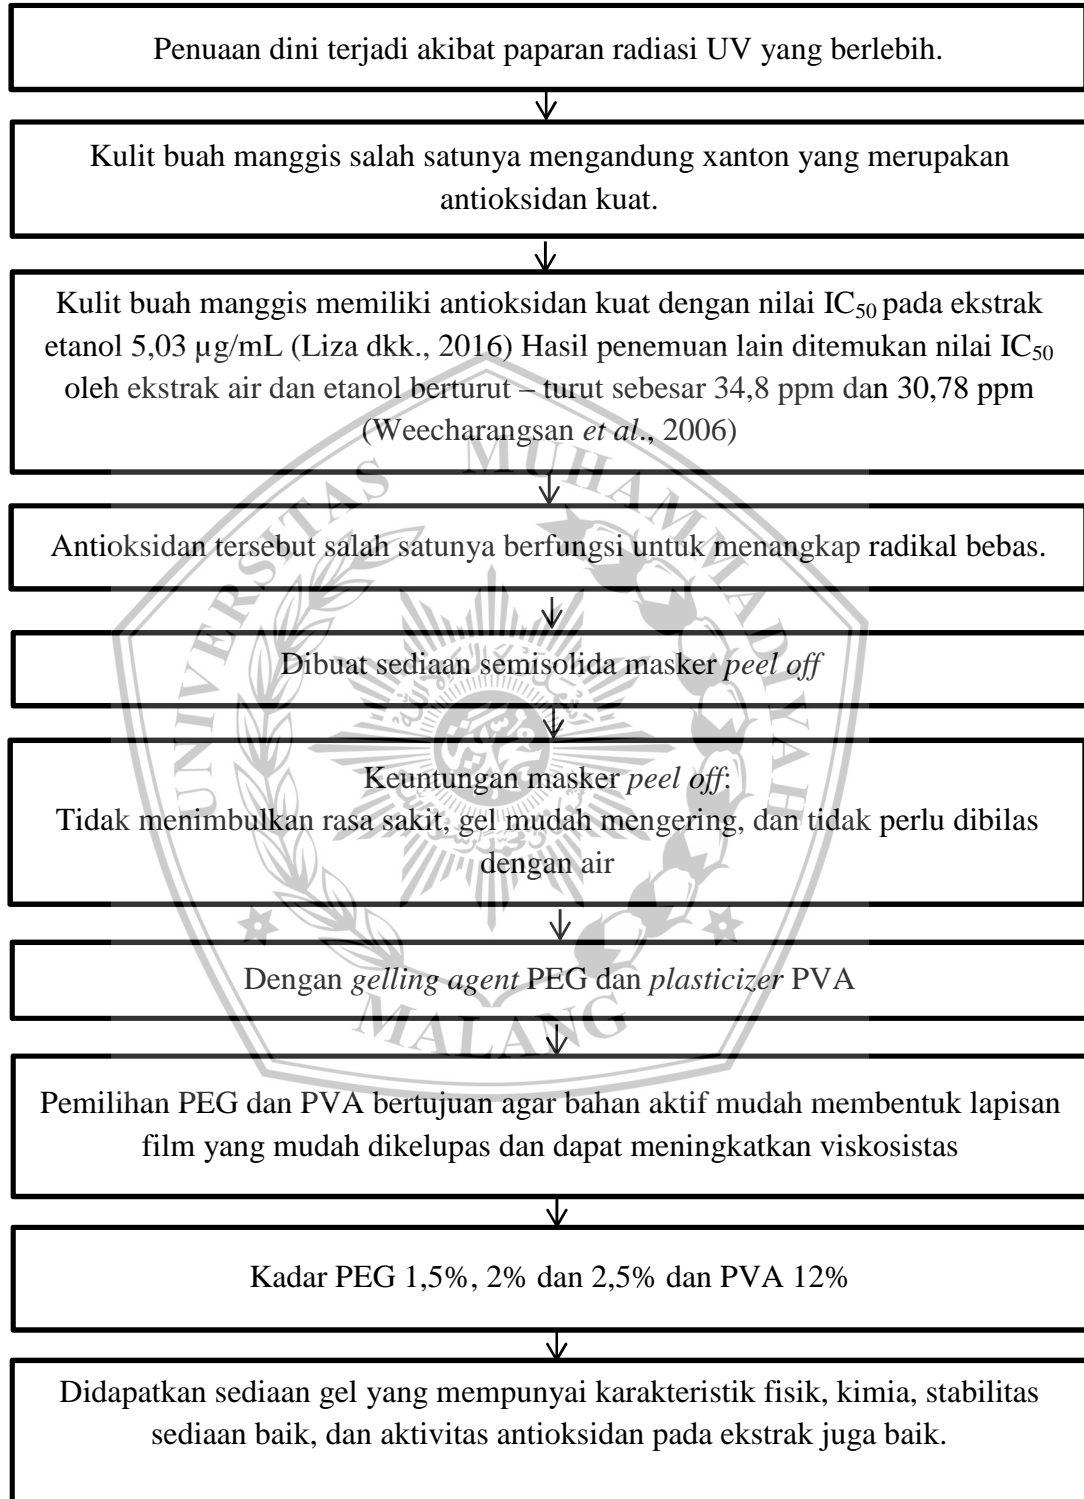 Penuaan dini terjadi akibat paparan radiasi UV yang berlebih.
Kulit buah manggis salah satunya mengandung xanton yang merupakan
antioksidan kuat.
Kulit buah manggis memiliki antioksidan kuat dengan nilai IC50 pada ekstrak
etanol 5,03 µg/mL (Liza dkk., 2016) Hasil penemuan lain ditemukan nilai IC50
oleh ekstrak air dan etanol berturut – turut sebesar 34,8 ppm dan 30,78 ppm
(Weecharangsan et al., 2006)
Antioksidan tersebut salah satunya berfungsi untuk menangkap radikal bebas.
Dibuat sediaan semisolida masker peel off
Keuntungan masker peel off:
Tidak menimbulkan rasa sakit, gel mudah mengering, dan tidak perlu dibilas
dengan air
Dengan gelling agent PEG dan plasticizer PVA
Pemilihan PEG dan PVA bertujuan agar bahan aktif mudah membentuk lapisan
film yang mudah dikelupas dan dapat meningkatkan viskosistas
Kadar PEG 1,5%, 2% dan 2,5% dan PVA 12%
Didapatkan sediaan gel yang mempunyai karakteristik fisik, kimia, stabilitas
sediaan baik, dan aktivitas antioksidan pada ekstrak juga baik.
UNIVERSITAS MUHAMMADIYAH
MALANG